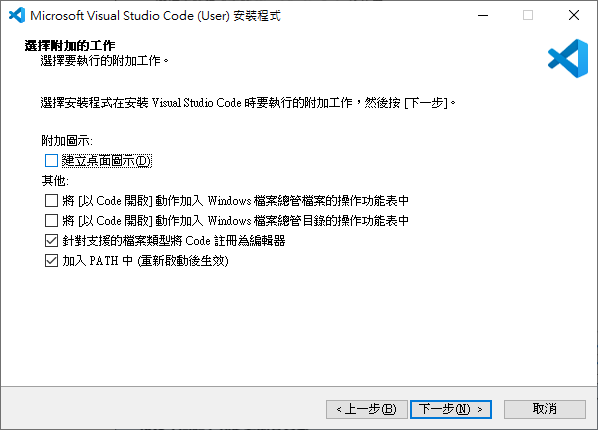 Microsoft Visual Studio Code (User) 安裝程式
選擇附加的工作
選擇要執行的附加工作。
選擇安裝程式在安裝 Visual Studio Code 時要執行的附加工作，然後按 [下一步]。
附加圖示:
建立桌面圖示(D)
其他:
將 [以 Code 開啟] 動作加入 Windows 檔案總管檔案的操作功能表中
將 [以 Code 開啟] 動作加入 Windows 檔案總管目錄的操作功能表中
針對支援的檔案類型將 Code 註冊為編輯器
加入 PATH 中 (重新啟動後生效)
< 上一步(B) 下一步(N) > 取消